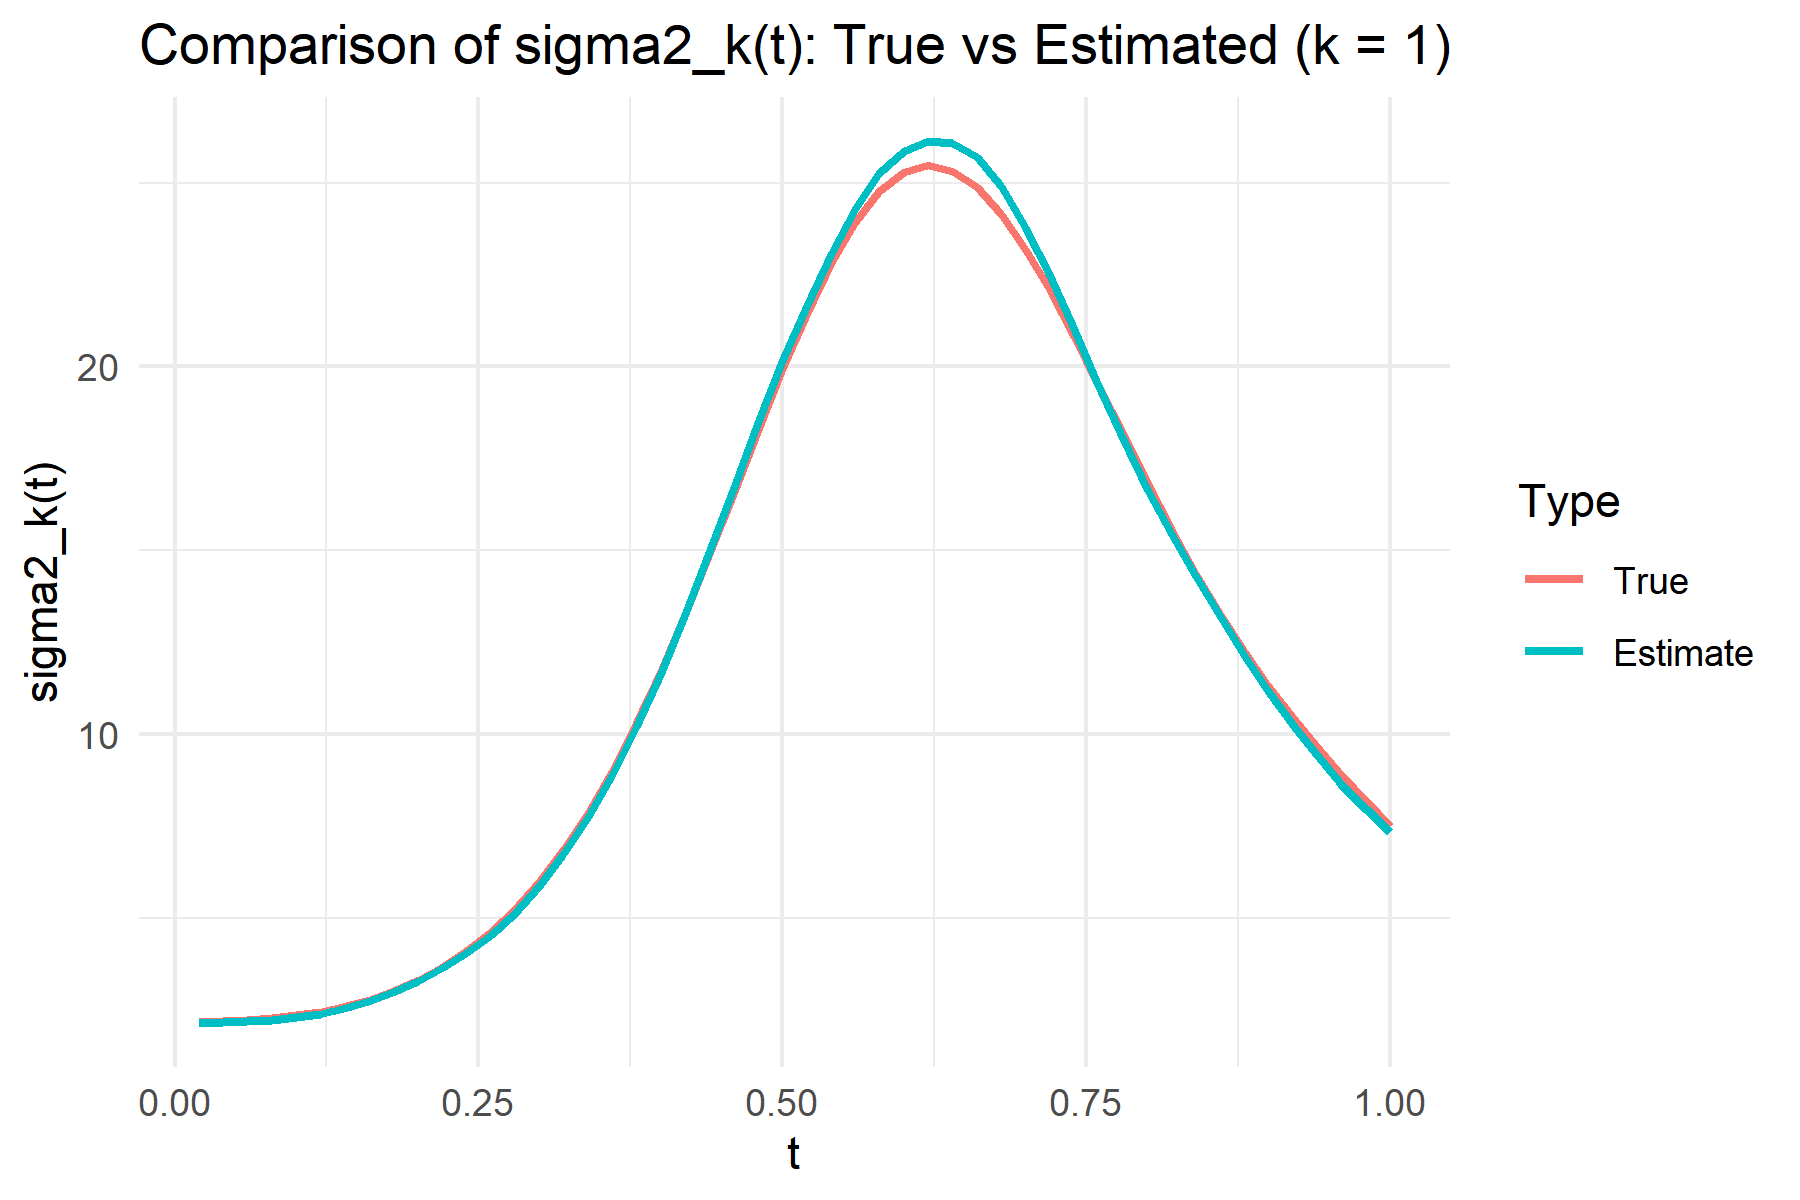 Comparison of sigma2_k(t): True vs Estimated (k = 1)
sigma2_k(t)
20
10
0.00 0.25 0.50 0.75 1.00
t
Type
True
Estimate